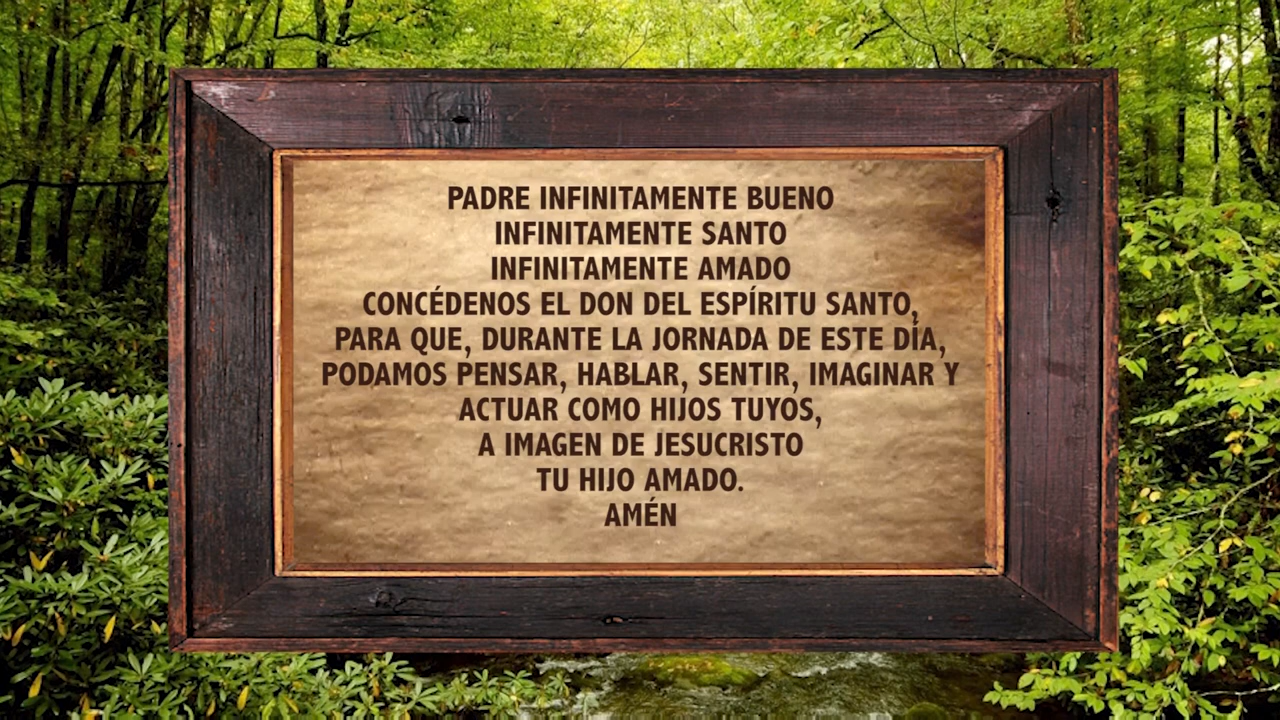 PADRE INFINITAMENTE BUENO
INFINITAMENTE SANTO
INFINITAMENTE AMADO
CONCÉDENOS EL DON DEL ESPÍRITU SANTO,
PARA QUE, DURANTE LA JORNADA DE ESTE DÍA,
PODAMOS PENSAR, HABLAR, SENTIR, IMAGINAR Y
ACTUAR COMO HIJOS TUYOS,
A IMAGEN DE JESUCRISTO
TU HIJO AMADO.
AMÉN